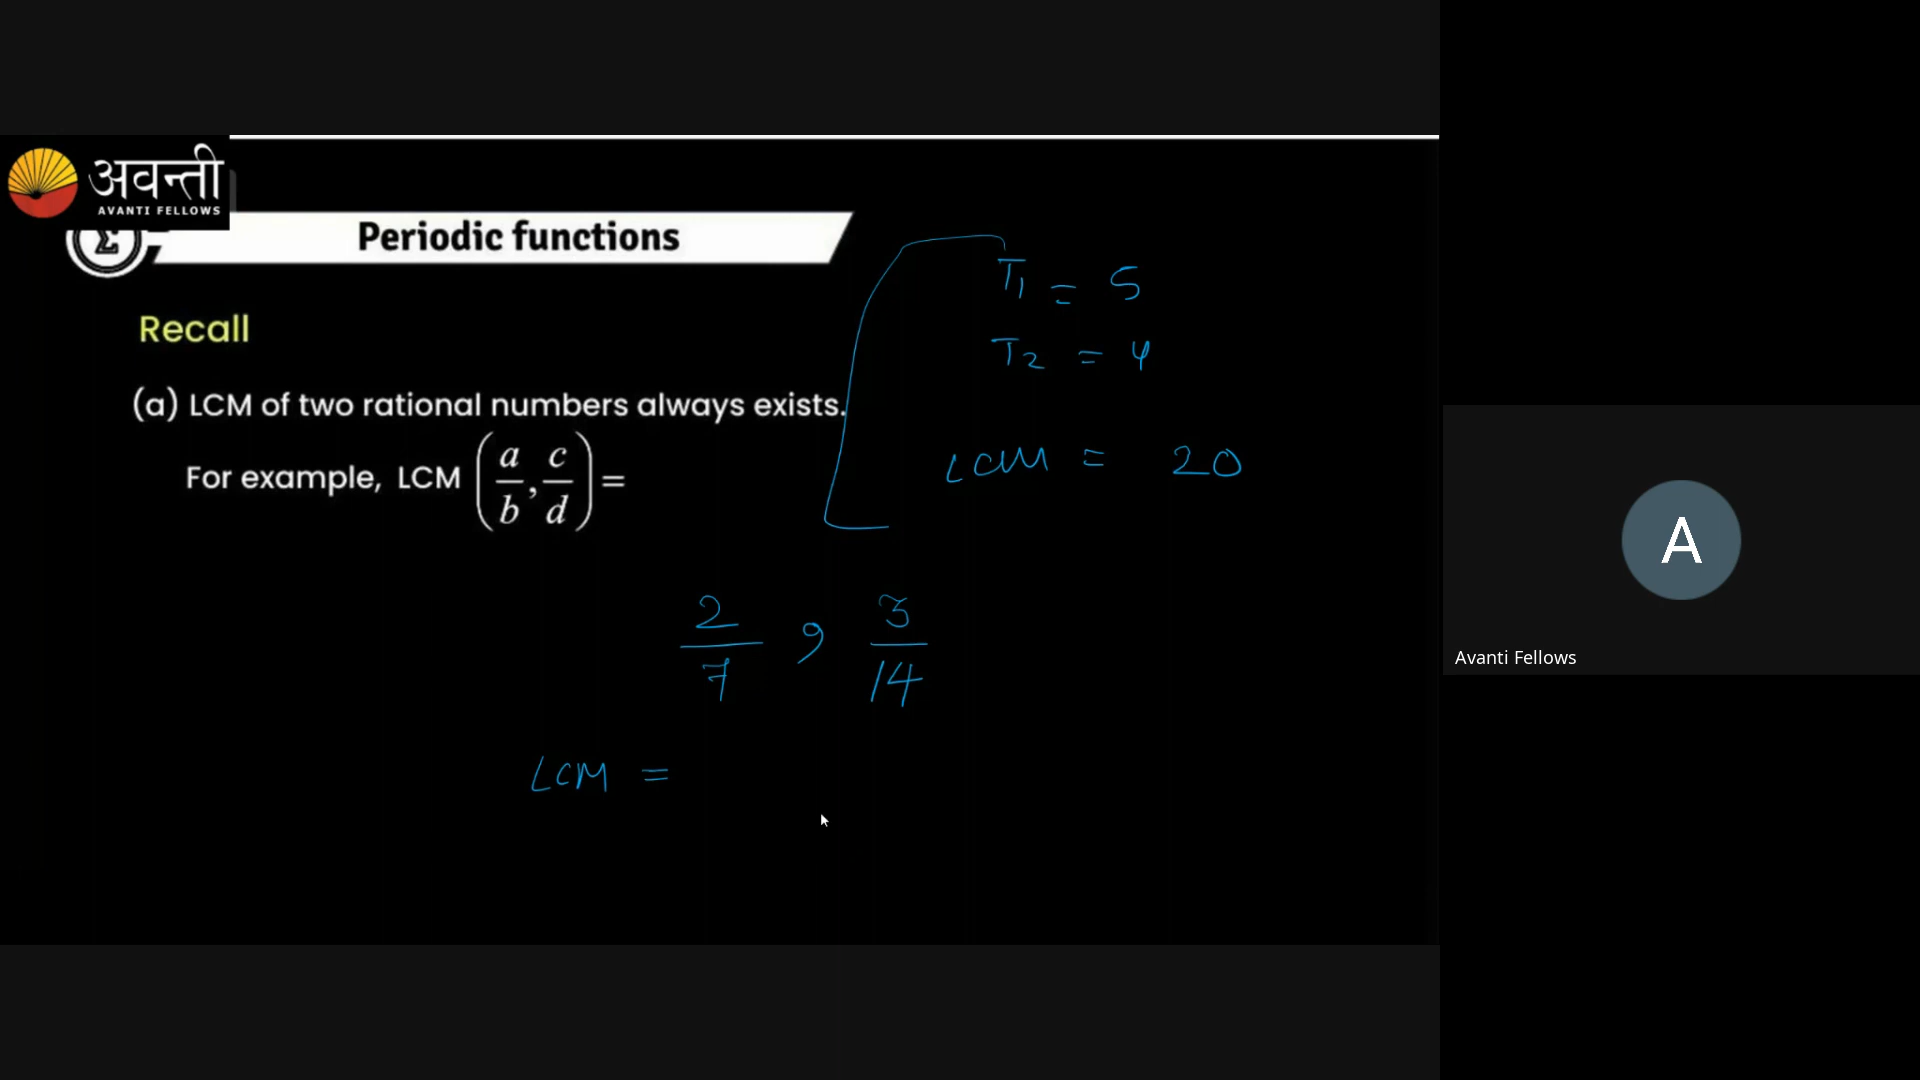 अवन्ती
AVANTI FELLOWS
Σ
Periodic functions
T1 = 5
T2 = 4
Recall
(a) LCM of two rational numbers always exists.
For example, LCM (a/b, c/d) =
LCM = 20
2/7 , 3/14
LCM =
A
Avanti Fellows